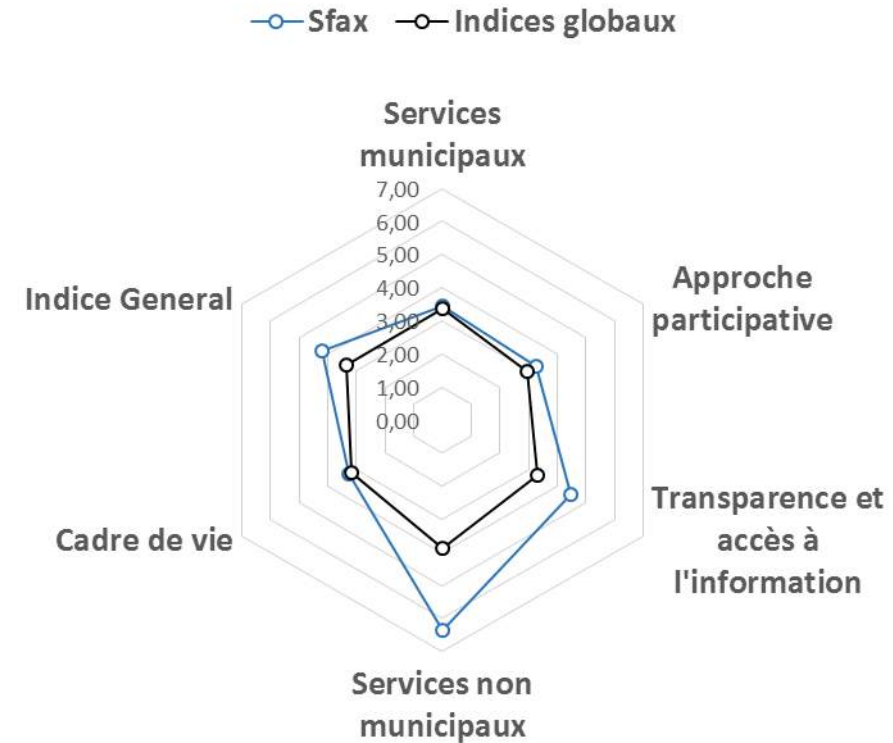 Sfax Indices globaux
Services
municipaux
7,00
6,00
5,00
4,00
3,00
2,00
1,00
0,00
Approche
participative
Transparence et
accès à
l'information
Services non
municipaux
Cadre de vie
Indice General